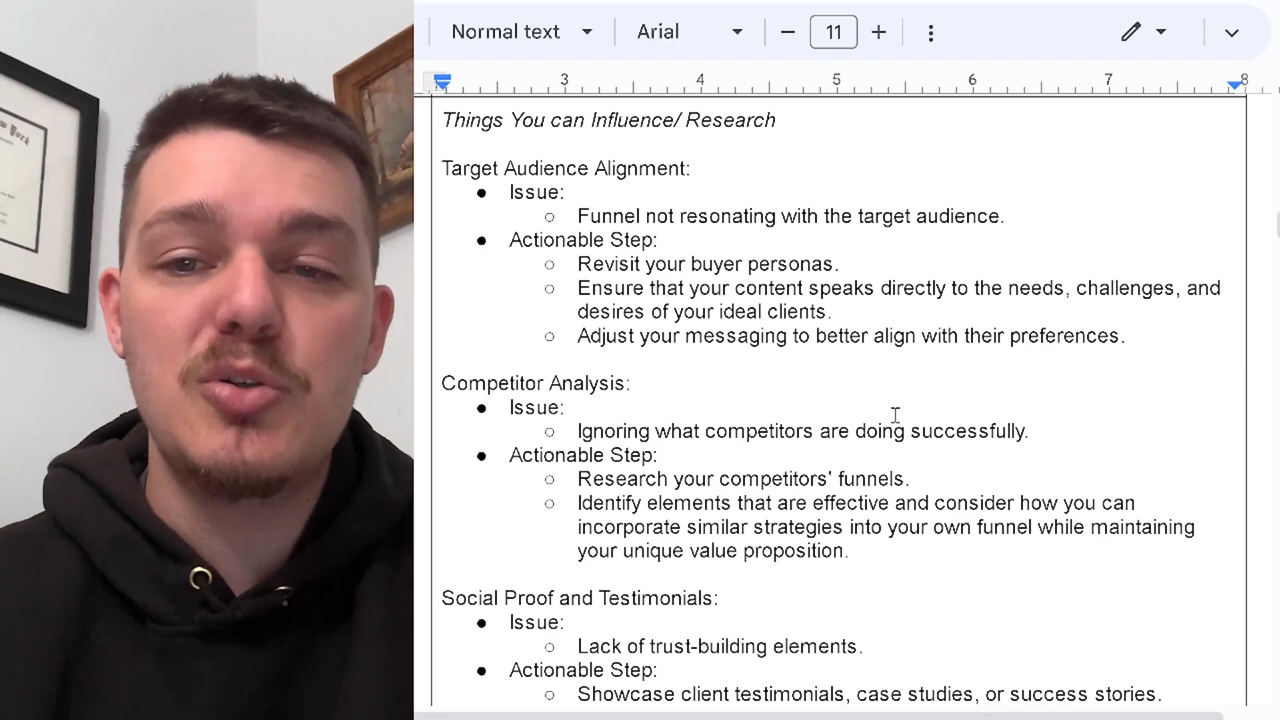 Normal text
Arial
11
3 4 5 6 7 8
Things You can Influence/ Research
Target Audience Alignment:
● Issue:
○ Funnel not resonating with the target audience.
● Actionable Step:
○ Revisit your buyer personas.
○ Ensure that your content speaks directly to the needs, challenges, and
desires of your ideal clients.
○ Adjust your messaging to better align with their preferences.
Competitor Analysis:
● Issue:
○ Ignoring what competitors are doing successfully.
● Actionable Step:
○ Research your competitors' funnels.
○ Identify elements that are effective and consider how you can
incorporate similar strategies into your own funnel while maintaining
your unique value proposition.
Social Proof and Testimonials:
● Issue:
○ Lack of trust-building elements.
● Actionable Step:
○ Showcase client testimonials, case studies, or success stories.